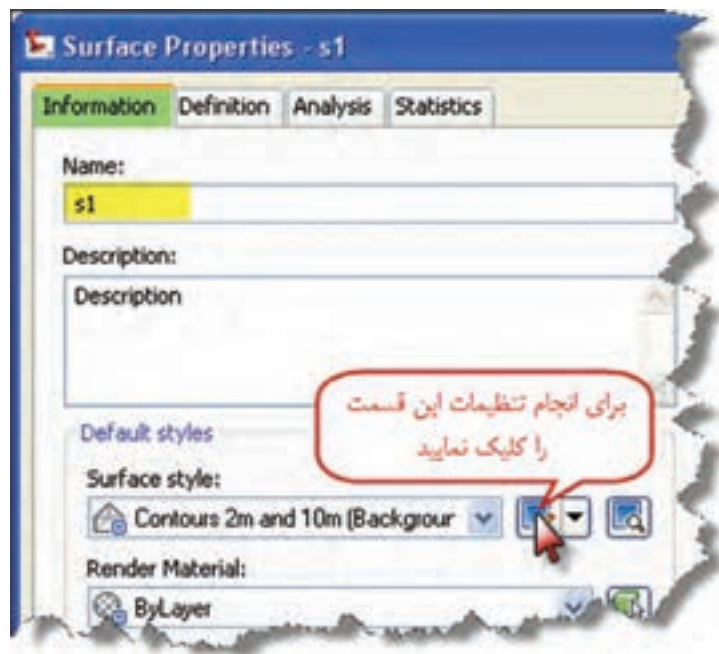 Surface Properties - s1
Information Definition Analysis Statistics
Name:
s1
Description:
Description
برای انجام تنظیمات این قسمت
را کلیک نمایید
Default styles
Surface style:
Contours 2m and 10m (Backgrour
Render Material:
ByLayer